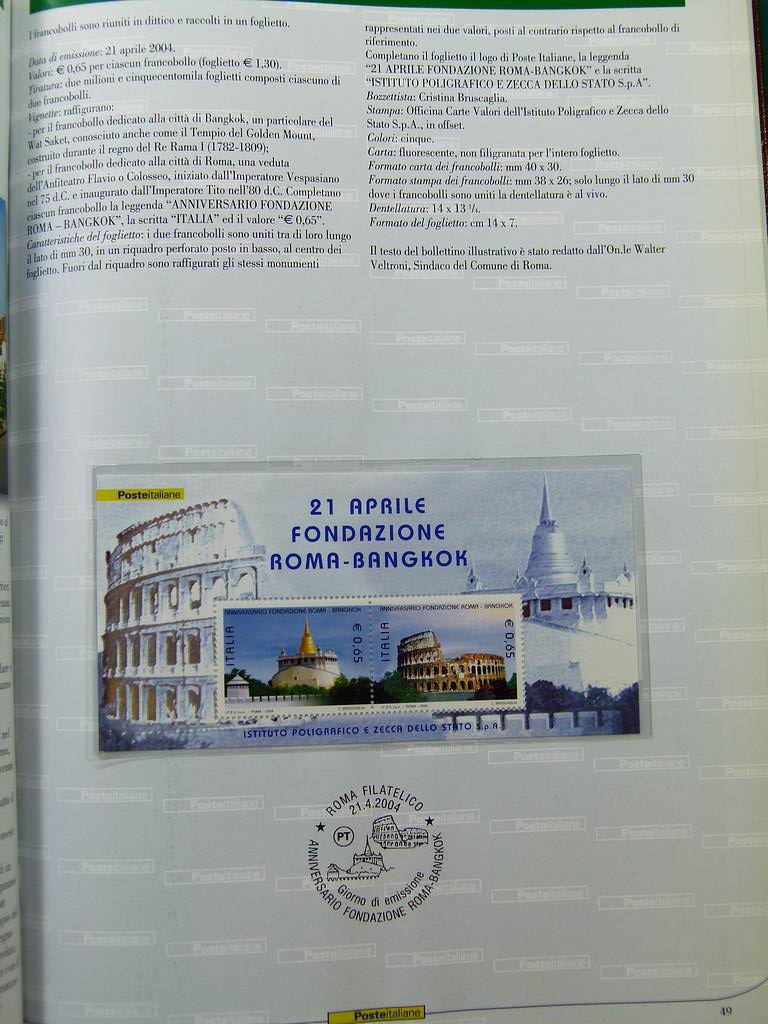 I francobolli sono riuniti in dittico e raccolti in un foglietto.
Data di emissione: 21 aprile 2004.
Valori: € 0,65 per ciascun francobollo (foglietto € 1,30).
Tiratura: due milioni e cinquecentomila foglietti composti ciascuno di
due francobolli.
Vignette: raffigurano:
- per il francobollo dedicato alla città di Bangkok, un particolare del
Wat Saket, conosciuto anche come il Tempio del Golden Mount,
costruito durante il regno del Re Rama I (1782-1809);
- per il francobollo dedicato alla città di Roma, una veduta
dell'Anfiteatro Flavio o Colosseo, iniziato dall'Imperatore Vespasiano
nel 75 d.C. e inaugurato dall'Imperatore Tito nell'80 d.C. Completano
ciascun francobollo la leggenda "ANNIVERSARIO FONDAZIONE
ROMA – BANGKOK", la scritta "ITALIA" ed il valore "€ 0,65".
Caratteristiche del foglietto: i due francobolli sono uniti tra di loro lungo
il lato di mm 30, in un riquadro perforato posto in basso, al centro dei
foglietto. Fuori dal riquadro sono raffigurati gli stessi monumenti
rappresentati nei due valori, posti al contrario rispetto al francobollo di
riferimento.
Completano il foglietto il logo di Poste Italiane, la leggenda
"21 APRILE FONDAZIONE ROMA-BANGKOK" e la scritta
"ISTITUTO POLIGRAFICO E ZECCA DELLO STATO S.p.A".
Bozzettista: Cristina Bruscaglia.
Stampa: Officina Carte Valori dell'Istituto Poligrafico e Zecca dello
Stato S.p.A., in offset.
Colori: cinque.
Carta: fluorescente, non filigranata per l'intero foglietto.
Formato carta dei francobolli: mm 40 x 30.
Formato stampa dei francobolli: mm 38 x 26; solo lungo il lato di mm 30
dove i francobolli sono uniti la dentellatura è al vivo.
Dentellatura: 14 x 13 ¼.
Formato del foglietto: cm 14 x 7.
Il testo del bollettino illustrativo è stato redatto dall'On.le Walter
Veltroni, Sindaco del Comune di Roma.
Posteitaliane
21 APRILE
FONDAZIONE
ROMA-BANGKOK
ANNIVERSARIO FONDAZIONE ROMA - BANGKOK
ITALIA
€ 0,65
I.P.Z.S. S.p.A. - ROMA - 2004
C. BRUSCAGLIA
ANNIVERSARIO FONDAZIONE ROMA - BANGKOK
ITALIA
€ 0,65
I.P.Z.S. S.p.A. - ROMA - 2004
C. BRUSCAGLIA
ISTITUTO POLIGRAFICO E ZECCA DELLO STATO S.p.A.
ROMA FILATELICO
21.4.2004
PT
Giorno di emissione
ANNIVERSARIO FONDAZIONE ROMA-BANGKOK
Posteitaliane
49